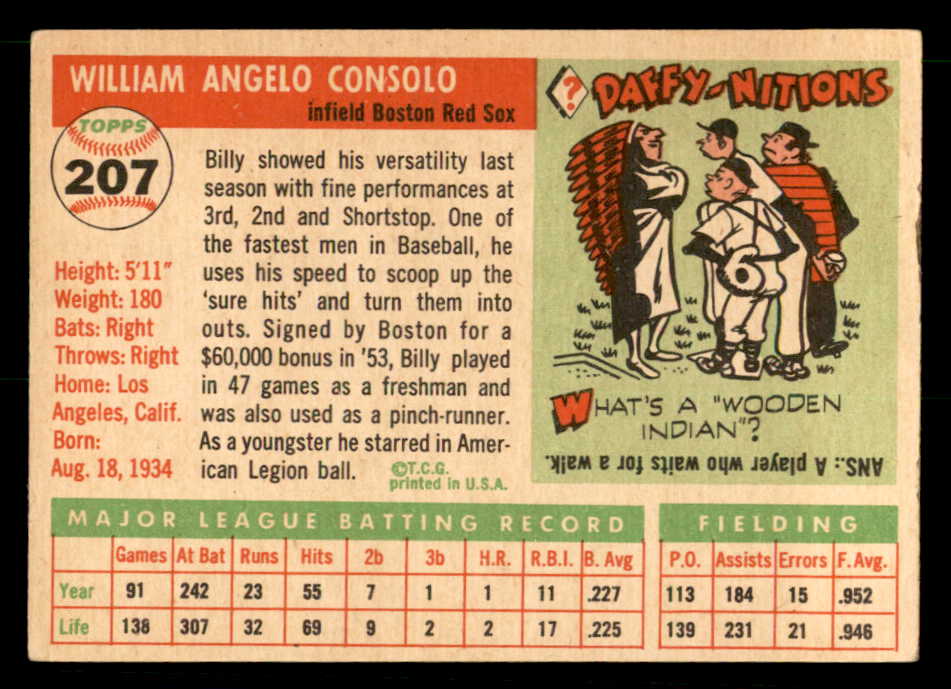 WILLIAM ANGELO CONSOLO
infield Boston Red Sox
TOPPS
207
Height: 5'11"
Weight: 180
Bats: Right
Throws: Right
Home: Los
Angeles, Calif.
Born:
Aug. 18, 1934
Billy showed his versatility last
season with fine performances at
3rd, 2nd and Shortstop. One of
the fastest men in Baseball, he
uses his speed to scoop up the
'sure hits' and turn them into
outs. Signed by Boston for a
$60,000 bonus in '53, Billy played
in 47 games as a freshman and
was also used as a pinch-runner.
As a youngster he starred in Amer-
ican Legion ball.
©T.C.G.
printed in U.S.A.
? DAFFY-NITIONS
6
WHAT'S A "WOODEN
INDIAN"?
ANS.: A player who waits for a walk.
MAJOR LEAGUE BATTING RECORD
Games At Bat Runs Hits 2b 3b H.R. R.B.I. B. Avg
Year 91 242 23 55 7 1 1 11 .227
Life 138 307 32 69 9 2 2 17 .225
FIELDING
P.O. Assists Errors F. Avg.
113 184 15 .952
139 231 21 .946